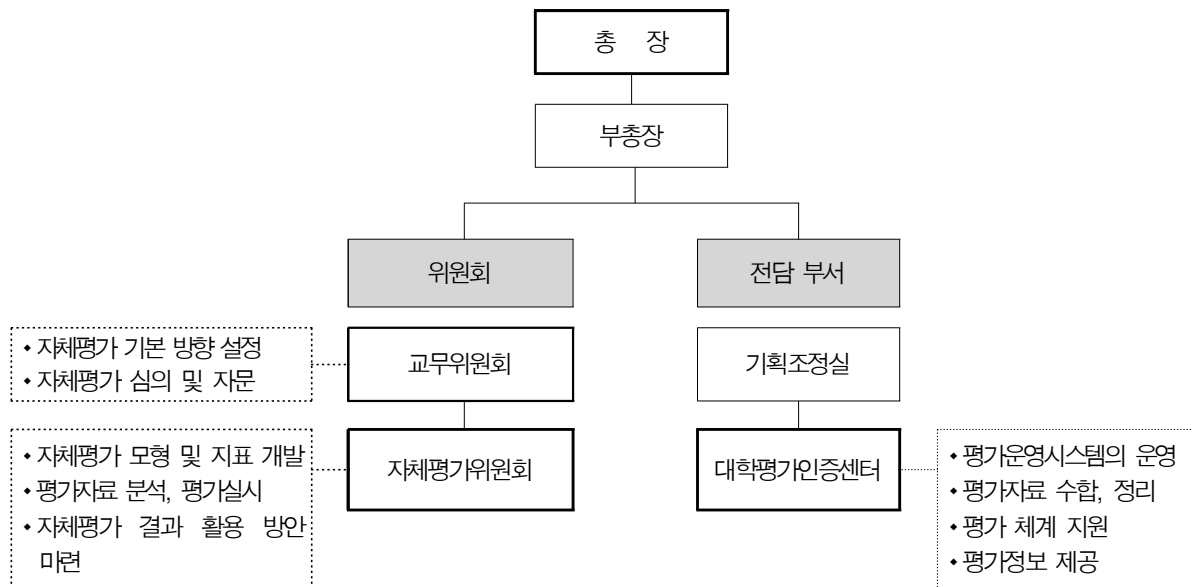 총 장
부총장
위원회
전담 부서
• 자체평가 기본 방향 설정
• 자체평가 심의 및 자문
교무위원회
기획조정실
• 자체평가 모형 및 지표 개발
• 평가자료 분석, 평가실시
• 자체평가 결과 활용 방안
마련
자체평가위원회
대학평가인증센터
• 평가운영시스템의 운영
• 평가자료 수합, 정리
• 평가 체계 지원
• 평가정보 제공